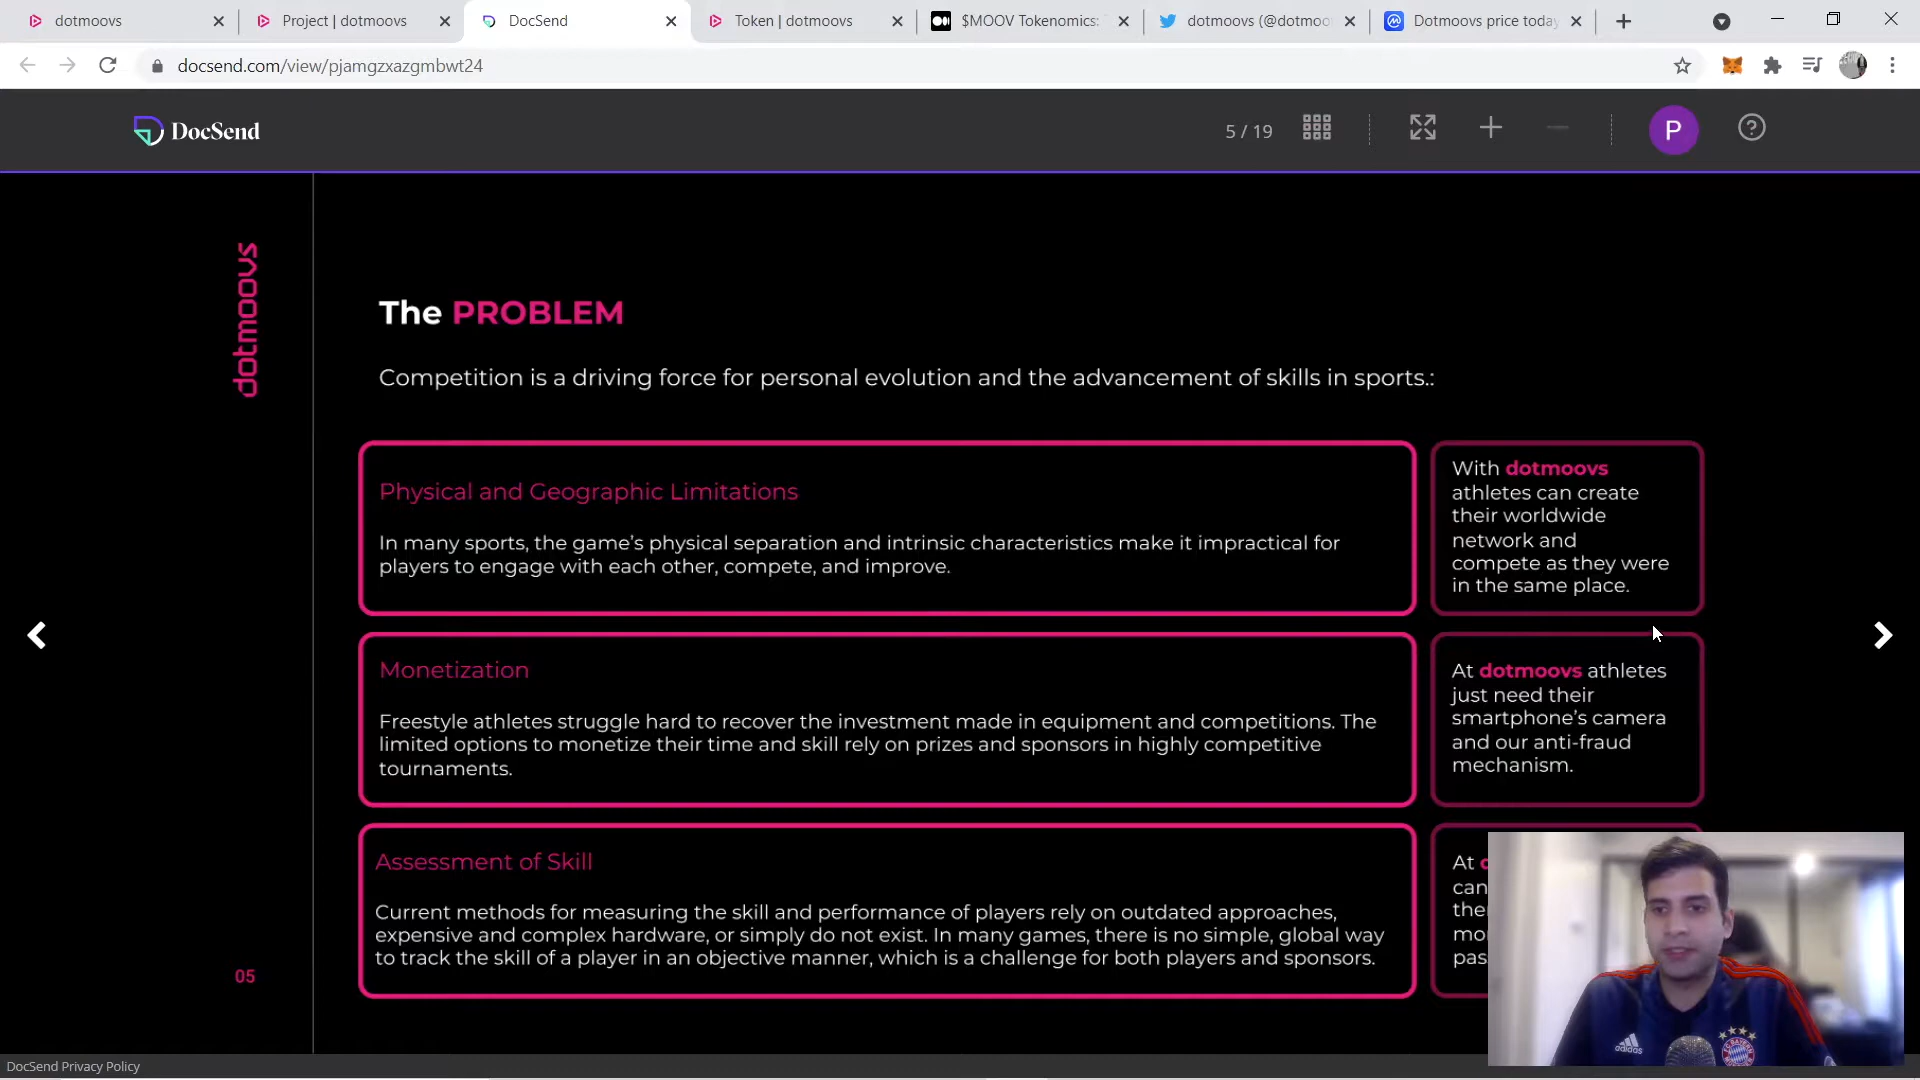 dotmoovs
Project | dotmoovs
DocSend
Token | dotmoovs
$MOOV Tokenomics:
dotmoovs (@dotmoo
Dotmoovs price today
docsend.com/view/pjamgzxazgmbwt24
DocSend
5 / 19
P
dotmoovs
The PROBLEM
Competition is a driving force for personal evolution and the advancement of skills in sports.:
Physical and Geographic Limitations
In many sports, the game's physical separation and intrinsic characteristics make it impractical for
players to engage with each other, compete, and improve.
With dotmoovs
athletes can create
their worldwide
network and
compete as they were
in the same place.
Monetization
Freestyle athletes struggle hard to recover the investment made in equipment and competitions. The
limited options to monetize their time and skill rely on prizes and sponsors in highly competitive
tournaments.
At dotmoovs athletes
just need their
smartphone's camera
and our anti-fraud
mechanism.
Assessment of Skill
Current methods for measuring the skill and performance of players rely on outdated approaches,
expensive and complex hardware, or simply do not exist. In many games, there is no simple, global way
to track the skill of a player in an objective manner, which is a challenge for both players and sponsors.
At
can
the
mo
pas
05
adidas
DocSend Privacy Policy